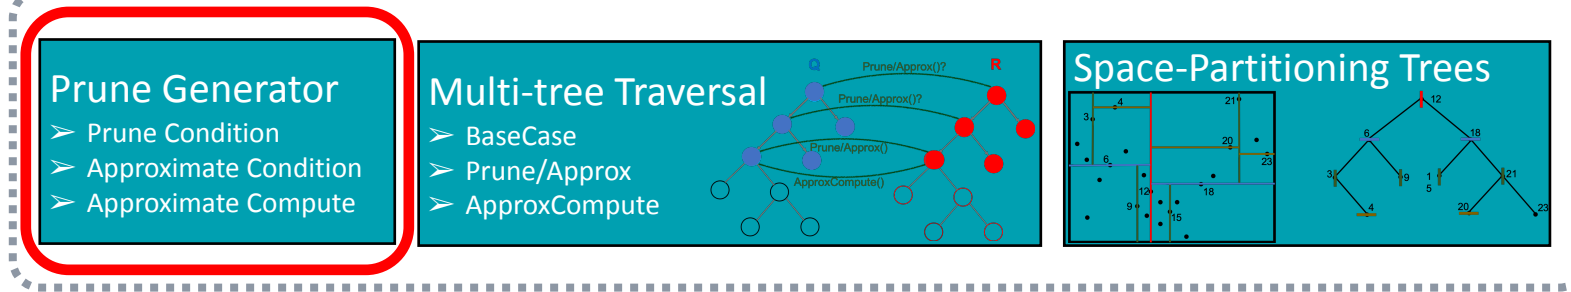 Prune Generator
➢ Prune Condition
➢ Approximate Condition
➢ Approximate Compute
Multi-tree Traversal
➢ BaseCase
➢ Prune/Approx
➢ ApproxCompute
Q
R
Prune/Approx()?
Prune/Approx()?
Prune/Approx()
ApproxCompute()
Space-Partitioning Trees
4
21
3
20
23
6
12
18
9
15
12
6
18
3
9
1
5
21
4
20
23